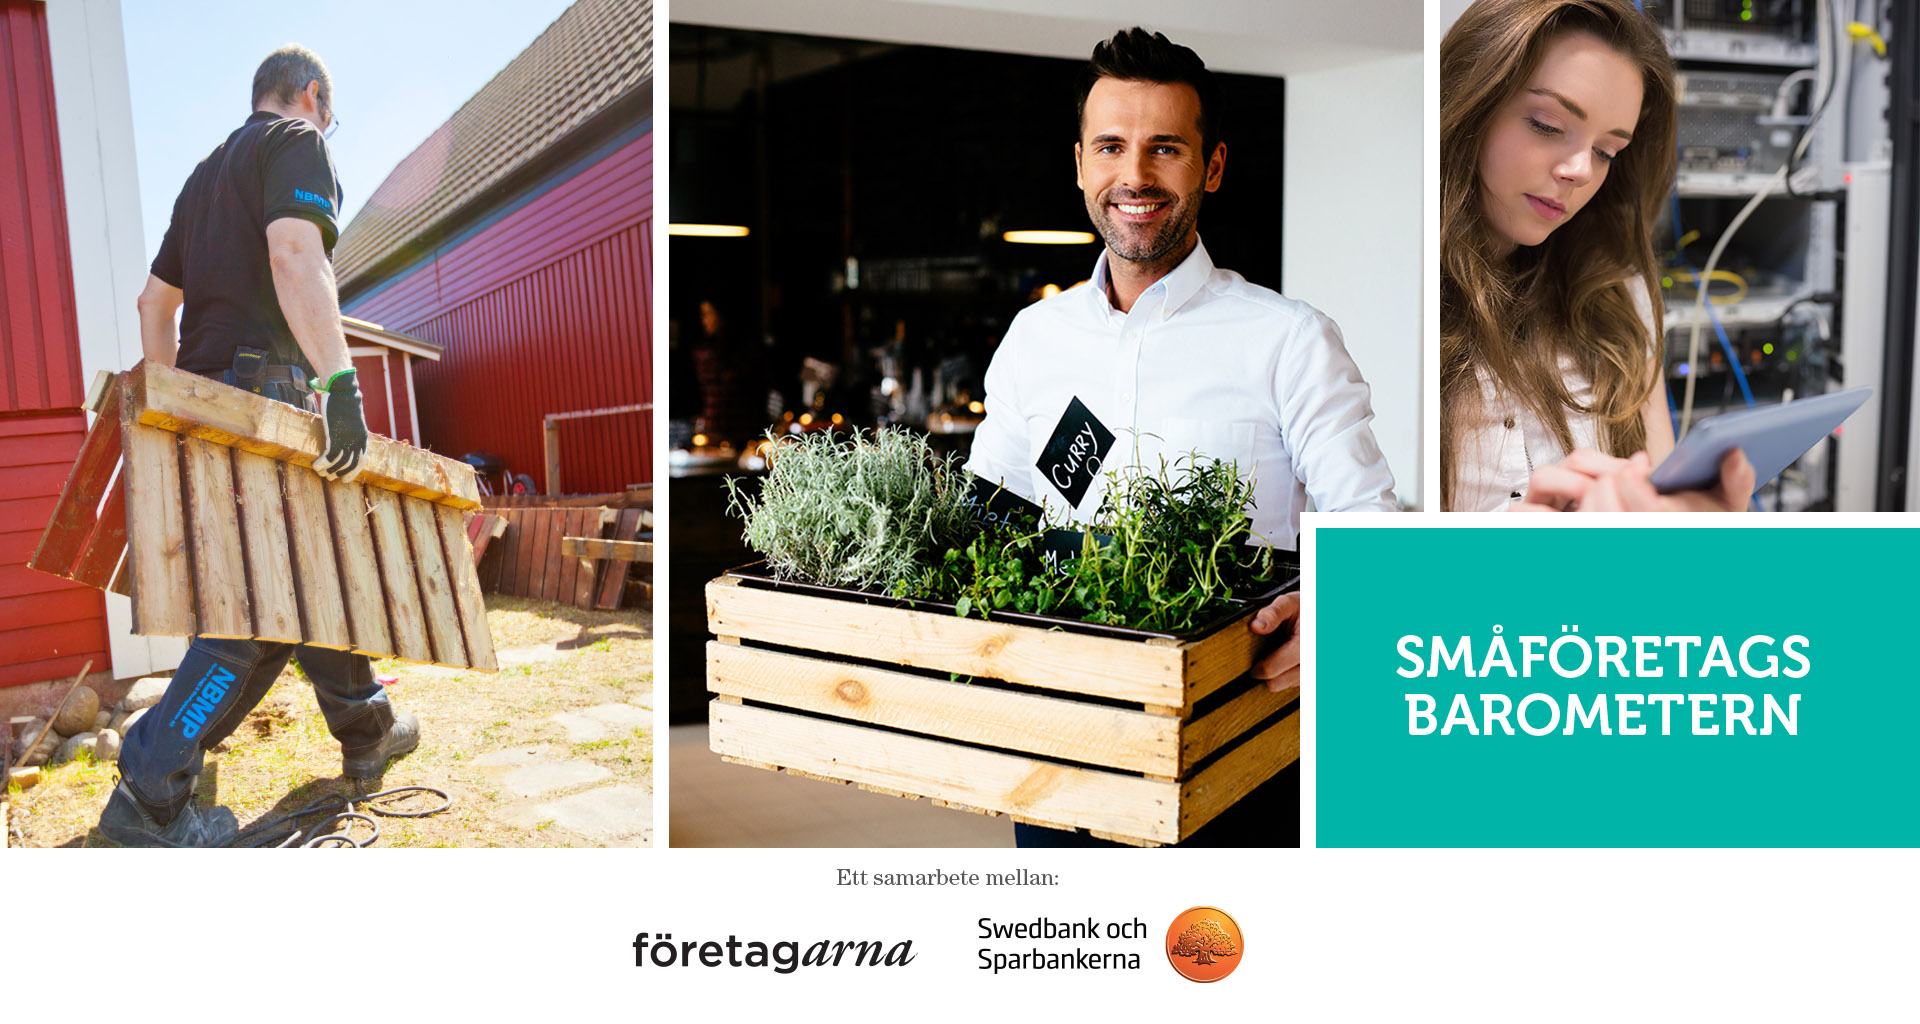 NBMP
NBMP
CURRY
SMÅFÖRETAGS
BAROMETERN
Ett samarbete mellan:
företagarna
Swedbank och
Sparbankerna